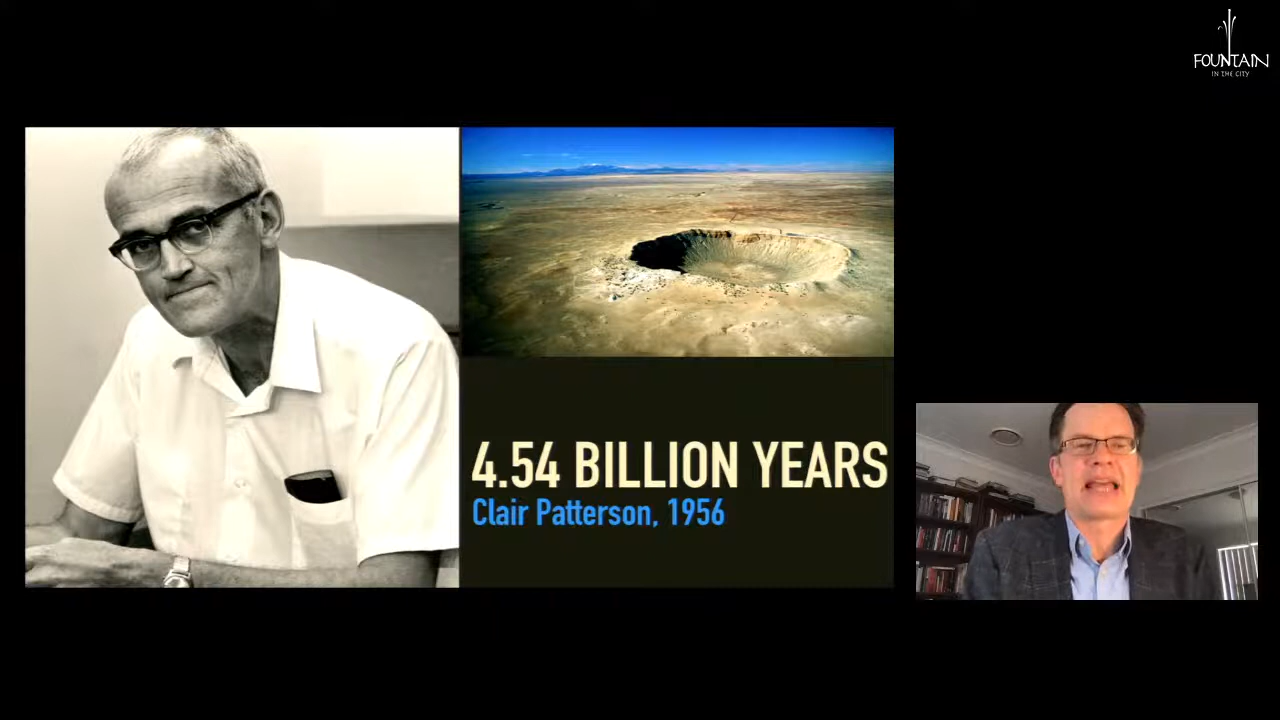 FOUNTAIN
IN THE CITY
4.54 BILLION YEARS
Clair Patterson, 1956